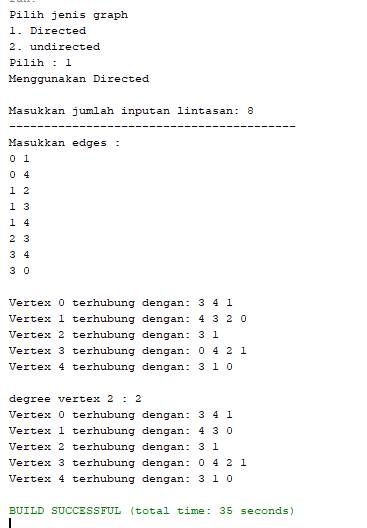 run:
Pilih jenis graph
1. Directed
2. undirected
Pilih : 1
Menggunakan Directed
Masukkan jumlah inputan lintasan: 8
-----------------------------------------
Masukkan edges :
0 1
0 4
1 2
1 3
1 4
2 3
3 4
3 0
Vertex 0 terhubung dengan: 3 4 1
Vertex 1 terhubung dengan: 4 3 2 0
Vertex 2 terhubung dengan: 3 1
Vertex 3 terhubung dengan: 0 4 2 1
Vertex 4 terhubung dengan: 3 1 0
degree vertex 2 : 2
Vertex 0 terhubung dengan: 3 4 1
Vertex 1 terhubung dengan: 4 3 0
Vertex 2 terhubung dengan: 3 1
Vertex 3 terhubung dengan: 0 4 2 1
Vertex 4 terhubung dengan: 3 1 0
BUILD SUCCESSFUL (total time: 35 seconds)